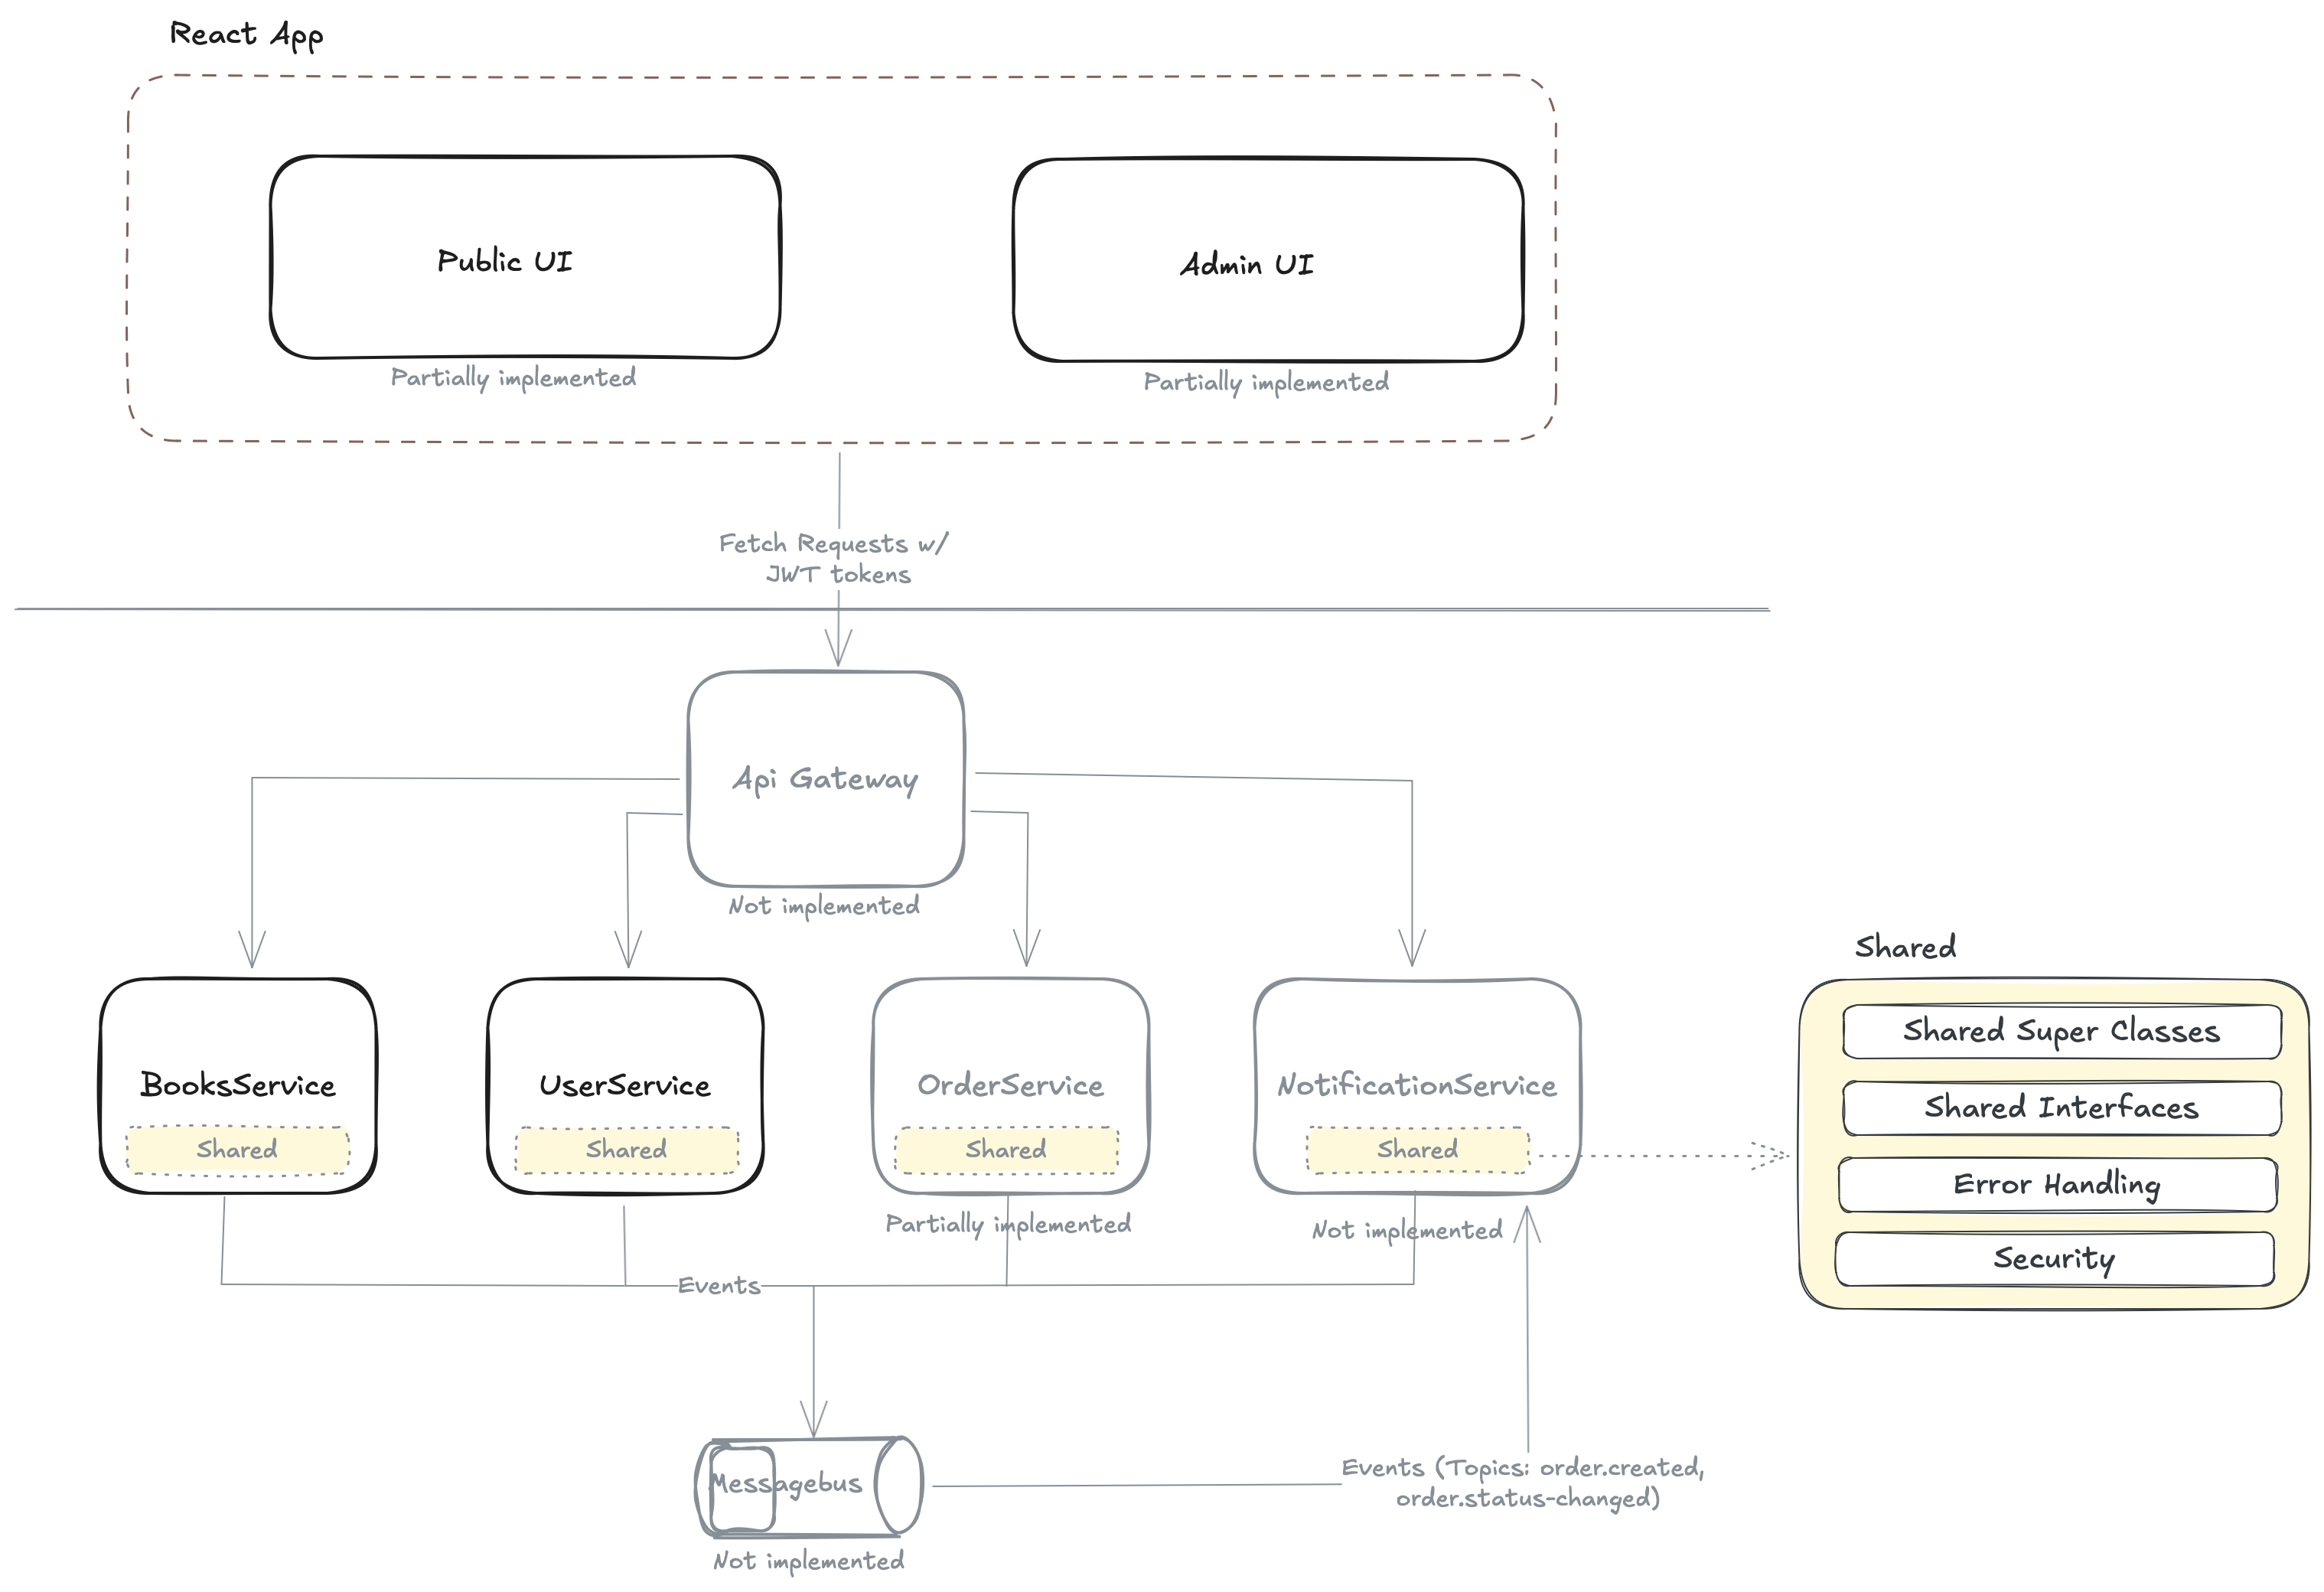 React App
Public UI
Admin UI
Partially implemented
Partially implemented
Fetch Requests w/
JWT tokens
Api Gateway
Not implemented
Shared
BooksService
UserService
OrderService
NotificationService
Shared
Shared
Shared
Shared
Shared Super Classes
Shared Interfaces
Error Handling
Security
Partially implemented
Not implemented
Events
Messagebus
Events (Topics: order.created,
order.status-changed)
Not implemented